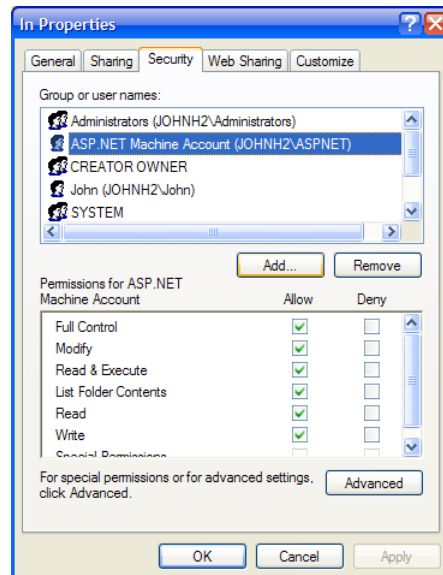 In Properties
General Sharing Security Web Sharing Customize
Group or user names:
Administrators (JOHNH2\Administrators)
ASP.NET Machine Account (JOHNH2\ASPNET)
CREATOR OWNER
John (JOHNH2\John)
SYSTEM
Add... Remove
Permissions for ASP.NET
Machine Account Allow Deny
Full Control
Modify
Read & Execute
List Folder Contents
Read
Write
Special Permissions
For special permissions or for advanced settings,
click Advanced. Advanced
OK Cancel Apply